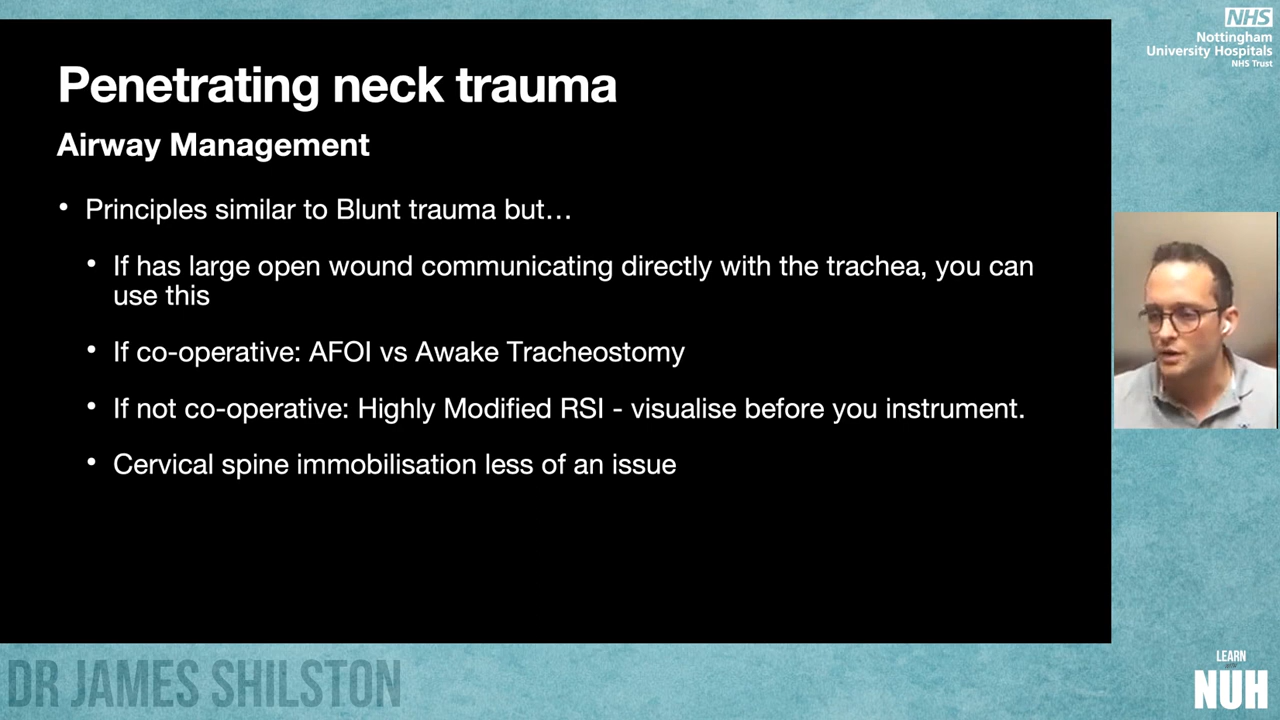 NHS
Nottingham
University Hospitals
NHS Trust
Penetrating neck trauma
Airway Management
• Principles similar to Blunt trauma but…
• If has large open wound communicating directly with the trachea, you can
use this
• If co-operative: AFOI vs Awake Tracheostomy
• If not co-operative: Highly Modified RSI - visualise before you instrument.
• Cervical spine immobilisation less of an issue
DR JAMES SHILSTON
LEARN
NUH